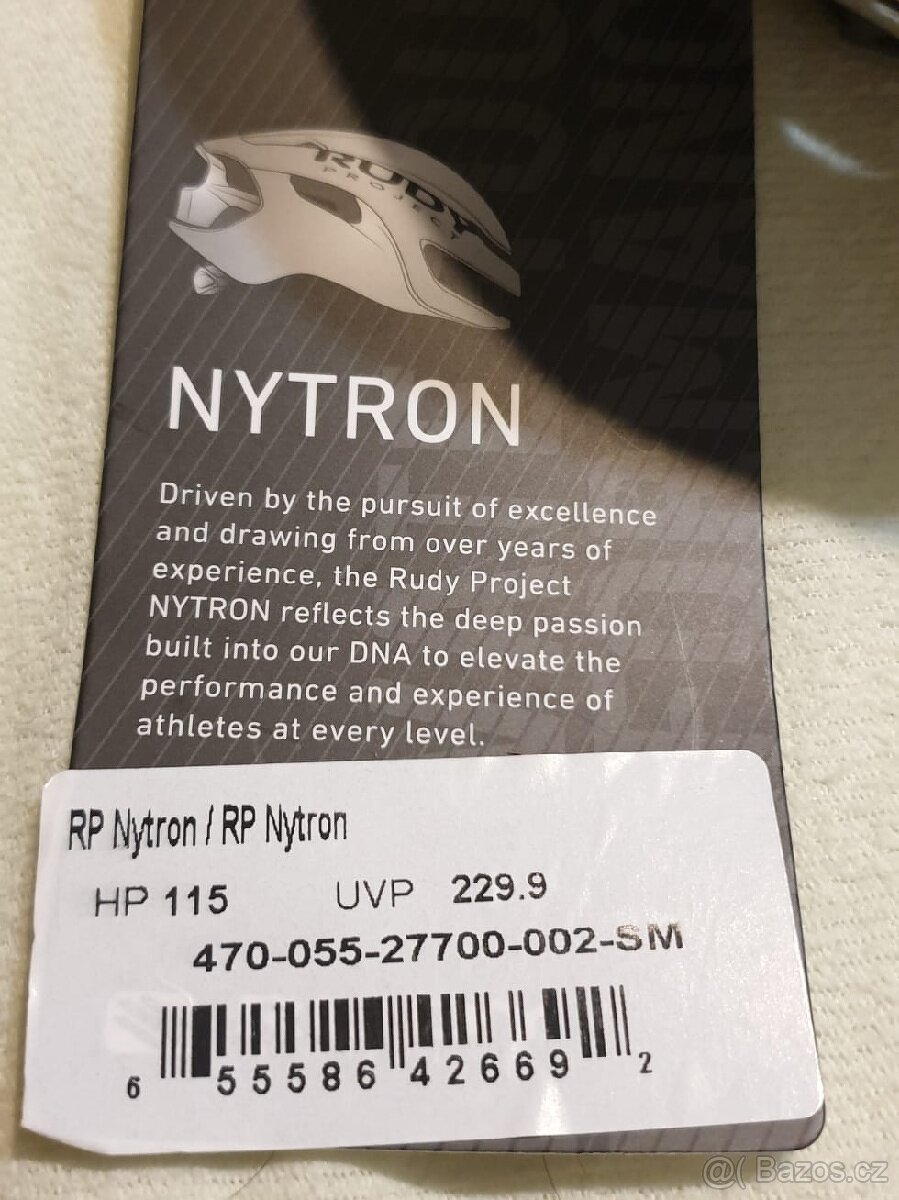 RUDY
PROJECT
NYTRON
Driven by the pursuit of excellence
and drawing from over years of
experience, the Rudy Project
NYTRON reflects the deep passion
built into our DNA to elevate the
performance and experience of
athletes at every level.
RP Nytron / RP Nytron
HP 115 UVP 229.9
470-055-27700-002-SM
6 55586 42669 2
@( Bazos.cz